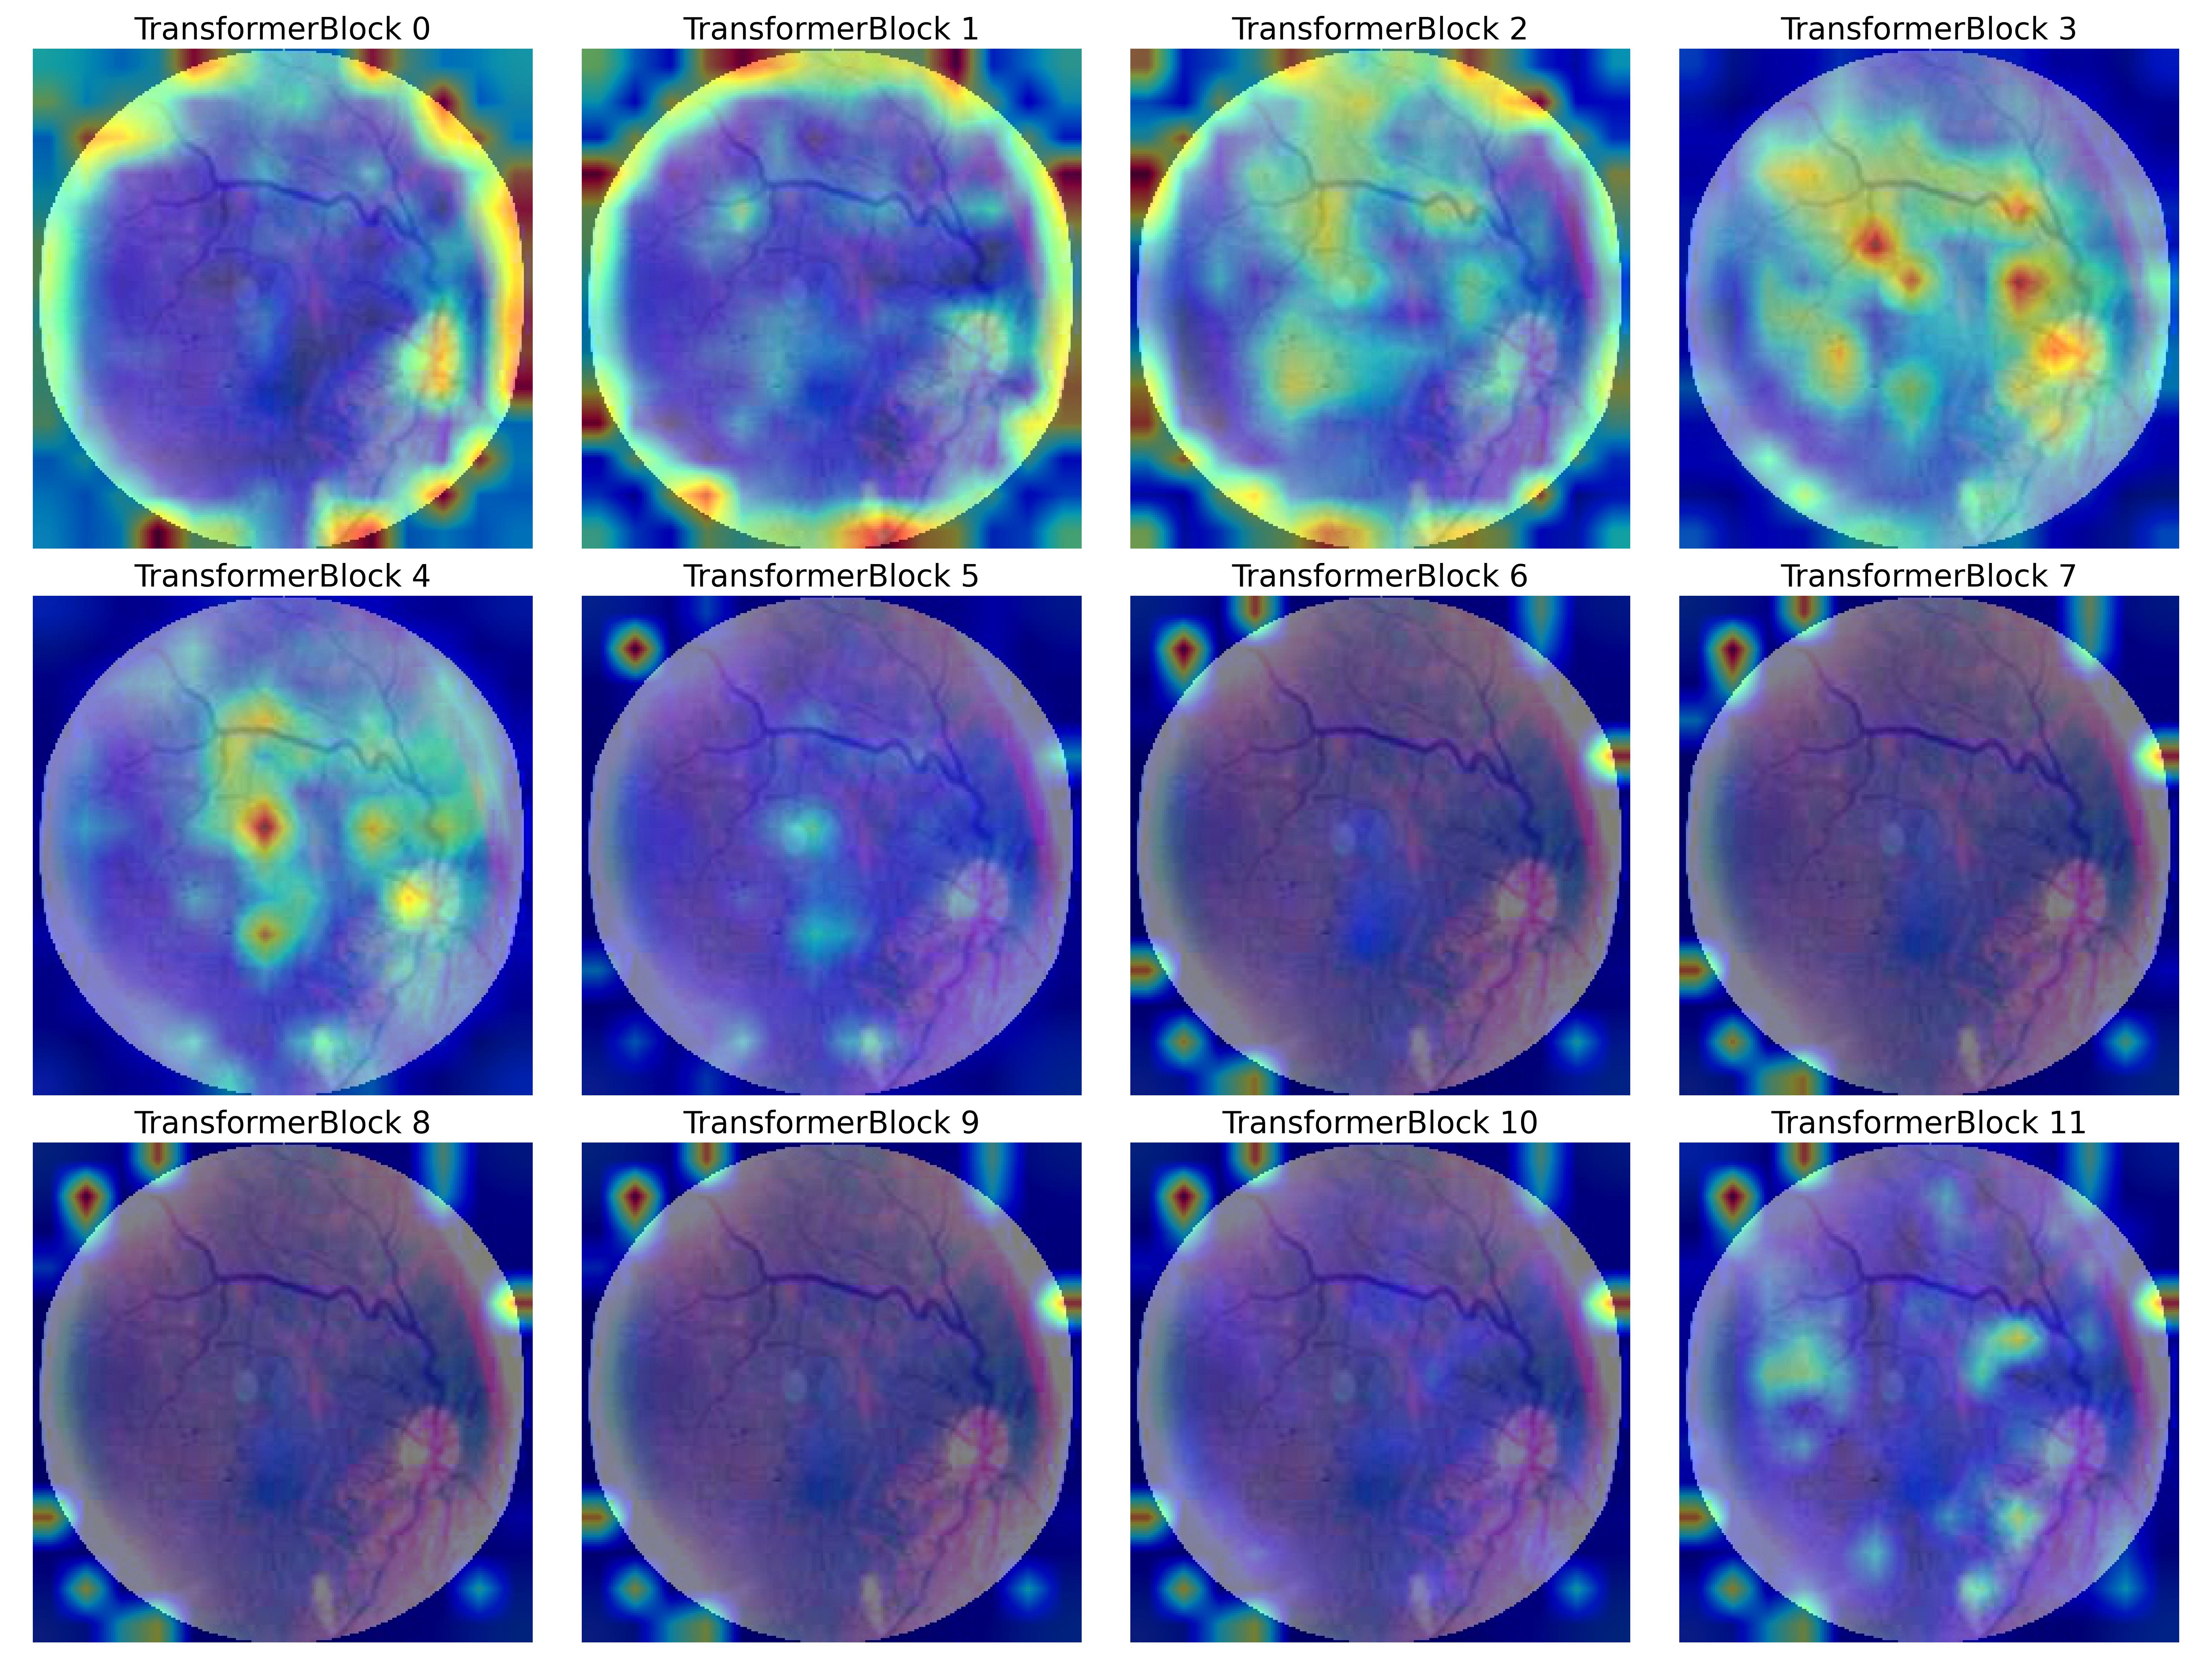 TransformerBlock 0
TransformerBlock 1
TransformerBlock 2
TransformerBlock 3
TransformerBlock 4
TransformerBlock 5
TransformerBlock 6
TransformerBlock 7
TransformerBlock 8
TransformerBlock 9
TransformerBlock 10
TransformerBlock 11